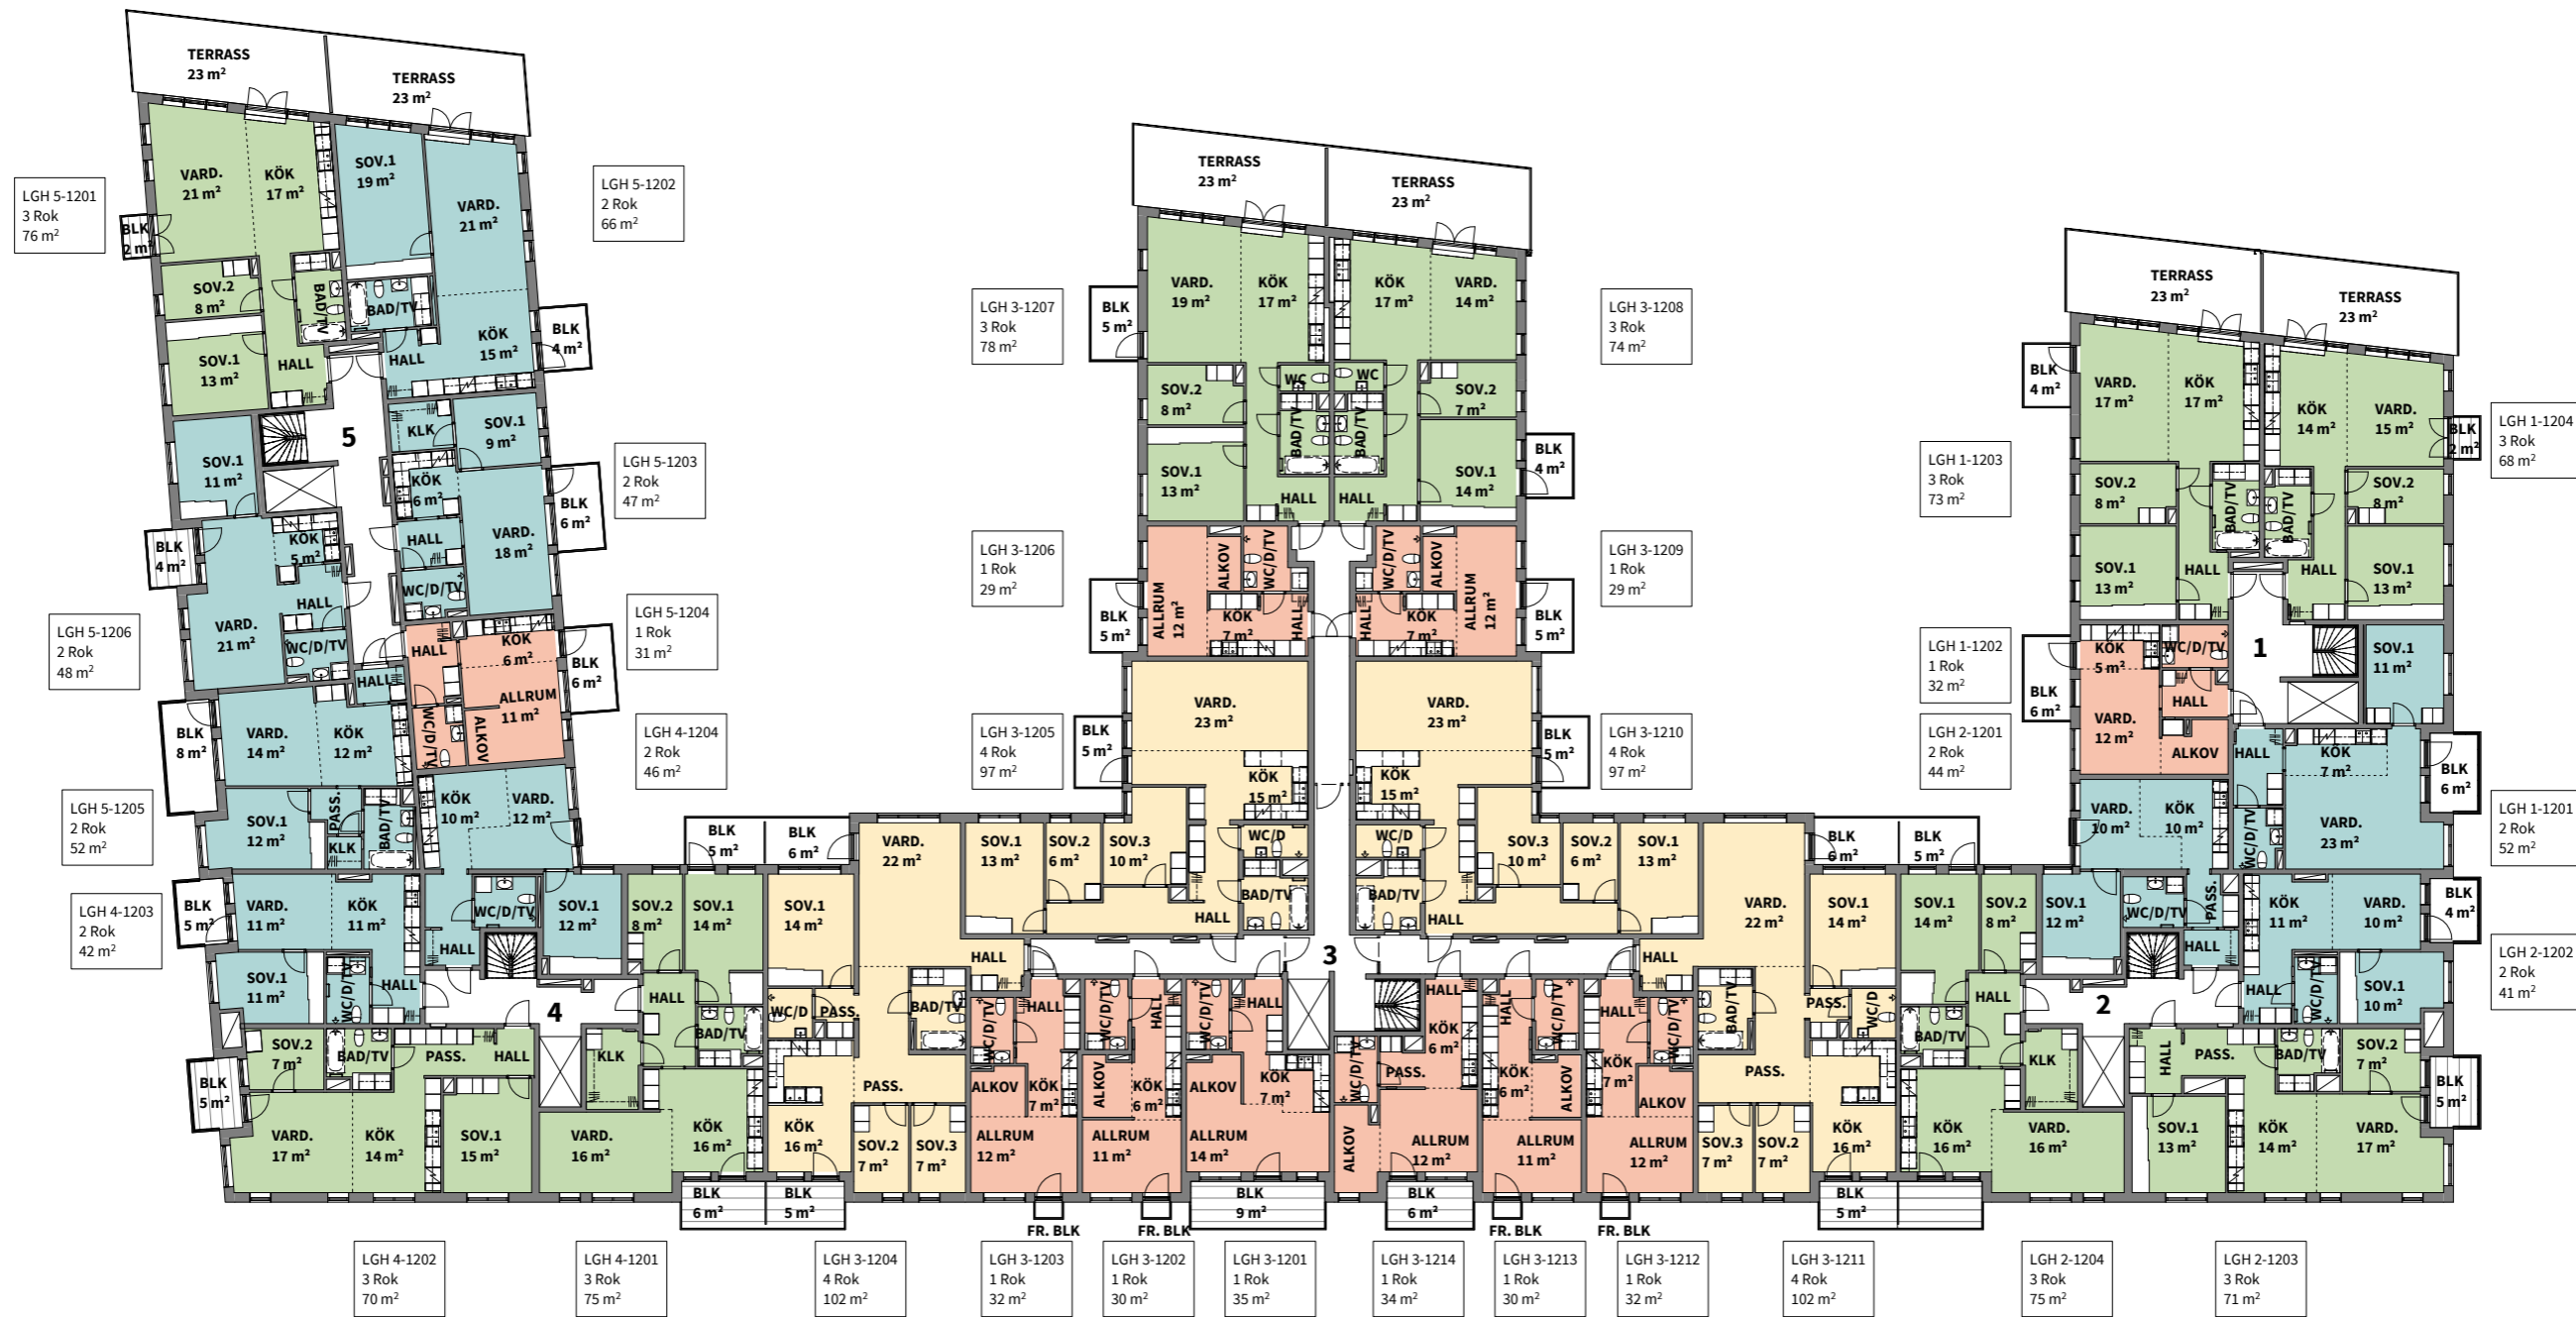 TERRASS
23 m²
TERRASS
23 m²
VARD.
21 m²
KÖK
17 m²
SOV.1
19 m²
VARD.
21 m²
LGH 5-1201
3 Rok
76 m²
LGH 5-1202
2 Rok
66 m²
BLK
2 m²
SOV.2
8 m²
BAD/TV
BAD/TV
KÖK
15 m²
BLK
4 m²
SOV.1
13 m²
HALL
HALL
5
KLK
SOV.1
9 m²
SOV.1
11 m²
KÖK
6 m²
LGH 5-1203
2 Rok
47 m²
BLK
6 m²
BLK
4 m²
KÖK
5 m²
HALL
VARD.
18 m²
HALL
WC/D/TV
VARD.
21 m²
WC/D/TV
LGH 5-1206
2 Rok
48 m²
LGH 5-1204
1 Rok
31 m²
HALL
KÖK
6 m²
BLK
6 m²
HALL
ALLRUM
11 m²
WC/D/TV
ALKOV
BLK
8 m²
VARD.
14 m²
KÖK
12 m²
LGH 4-1204
2 Rok
46 m²
LGH 5-1205
2 Rok
52 m²
SOV.1
12 m²
PASS.
KLK
BAD/TV
KÖK
10 m²
VARD.
12 m²
LGH 4-1203
2 Rok
42 m²
BLK
5 m²
VARD.
11 m²
KÖK
11 m²
WC/D/TV
HALL
SOV.1
12 m²
SOV.1
11 m²
WC/D/TV
HALL
4
BLK
5 m²
SOV.2
7 m²
BAD/TV
PASS.
HALL
VARD.
17 m²
KÖK
14 m²
SOV.1
15 m²
BLK
5 m²
BLK
6 m²
SOV.2
8 m²
SOV.1
14 m²
HALL
BAD/TV
KLK
VARD.
16 m²
KÖK
16 m²
SOV.1
14 m²
VARD.
22 m²
WC/D
PASS.
BAD/TV
HALL
PASS.
KÖK
16 m²
SOV.2
7 m²
SOV.3
7 m²
BLK
6 m²
BLK
5 m²
LGH 4-1202
3 Rok
70 m²
LGH 4-1201
3 Rok
75 m²
LGH 3-1204
4 Rok
102 m²
TERRASS
23 m²
TERRASS
23 m²
VARD.
19 m²
KÖK
17 m²
KÖK
17 m²
VARD.
14 m²
LGH 3-1207
3 Rok
78 m²
LGH 3-1208
3 Rok
74 m²
BLK
5 m²
SOV.2
8 m²
WC
WC
SOV.2
7 m²
BAD/TV
BAD/TV
SOV.1
13 m²
HALL
HALL
SOV.1
14 m²
BLK
4 m²
LGH 3-1206
1 Rok
29 m²
LGH 3-1209
1 Rok
29 m²
ALLRUM
12 m²
ALKOV
WC/D/TV
KÖK
7 m²
HALL
WC/D/TV
ALKOV
ALLRUM
12 m²
KÖK
7 m²
HALL
BLK
5 m²
BLK
5 m²
LGH 3-1205
4 Rok
97 m²
LGH 3-1210
4 Rok
97 m²
BLK
5 m²
VARD.
23 m²
VARD.
23 m²
BLK
5 m²
KÖK
15 m²
KÖK
15 m²
SOV.1
13 m²
SOV.2
6 m²
SOV.3
10 m²
WC/D
BAD/TV
HALL
WC/D
BAD/TV
HALL
SOV.3
10 m²
SOV.2
6 m²
SOV.1
13 m²
3
WC/D/TV
HALL
ALKOV
KÖK
7 m²
ALLRUM
12 m²
WC/D/TV
HALL
ALKOV
KÖK
6 m²
ALLRUM
11 m²
WC/D/TV
HALL
ALKOV
KÖK
7 m²
ALLRUM
14 m²
HALL
KÖK
6 m²
WC/D/TV
PASS.
ALKOV
ALLRUM
12 m²
HALL
WC/D/TV
KÖK
6 m²
ALKOV
ALLRUM
11 m²
HALL
WC/D/TV
KÖK
7 m²
ALKOV
ALLRUM
12 m²
FR. BLK
FR. BLK
BLK
9 m²
BLK
6 m²
FR. BLK
FR. BLK
LGH 3-1203
1 Rok
32 m²
LGH 3-1202
1 Rok
30 m²
LGH 3-1201
1 Rok
35 m²
LGH 3-1214
1 Rok
34 m²
LGH 3-1213
1 Rok
30 m²
LGH 3-1212
1 Rok
32 m²
VARD.
22 m²
SOV.1
14 m²
HALL
BAD/TV
PASS.
WC/D
PASS.
SOV.3
7 m²
SOV.2
7 m²
KÖK
16 m²
BLK
6 m²
BLK
5 m²
SOV.1
14 m²
SOV.2
8 m²
HALL
BAD/TV
KLK
KÖK
16 m²
VARD.
16 m²
BLK
5 m²
LGH 3-1211
4 Rok
102 m²
LGH 2-1204
3 Rok
75 m²
LGH 2-1203
3 Rok
71 m²
TERRASS
23 m²
TERRASS
23 m²
BLK
4 m²
VARD.
17 m²
KÖK
17 m²
KÖK
14 m²
VARD.
15 m²
BLK
2 m²
LGH 1-1204
3 Rok
68 m²
LGH 1-1203
3 Rok
73 m²
SOV.2
8 m²
BAD/TV
BAD/TV
SOV.2
8 m²
SOV.1
13 m²
HALL
HALL
SOV.1
13 m²
LGH 1-1202
1 Rok
32 m²
BLK
6 m²
KÖK
5 m²
WC/D/TV
HALL
VARD.
12 m²
ALKOV
1
SOV.1
11 m²
LGH 2-1201
2 Rok
44 m²
HALL
KÖK
7 m²
BLK
6 m²
VARD.
10 m²
KÖK
10 m²
WC/D/TV
VARD.
23 m²
LGH 1-1201
2 Rok
52 m²
SOV.1
12 m²
WC/D/TV
PASS.
HALL
KÖK
11 m²
VARD.
10 m²
BLK
4 m²
LGH 2-1202
2 Rok
41 m²
HALL
WC/D/TV
SOV.1
10 m²
2
HALL
PASS.
BAD/TV
SOV.2
7 m²
BLK
5 m²
SOV.1
13 m²
KÖK
14 m²
VARD.
17 m²